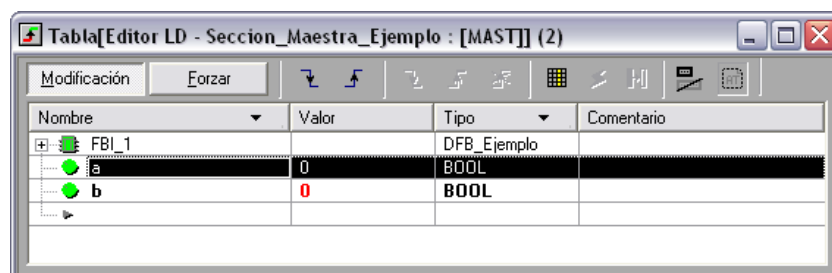 Tabla[Editor LD - Seccion_Maestra_Ejemplo : [MAST]] (2)
Modificación Forzar
Nombre Valor Tipo Comentario
FBI_1 DFB_Ejemplo
a 0 BOOL
b 0 BOOL